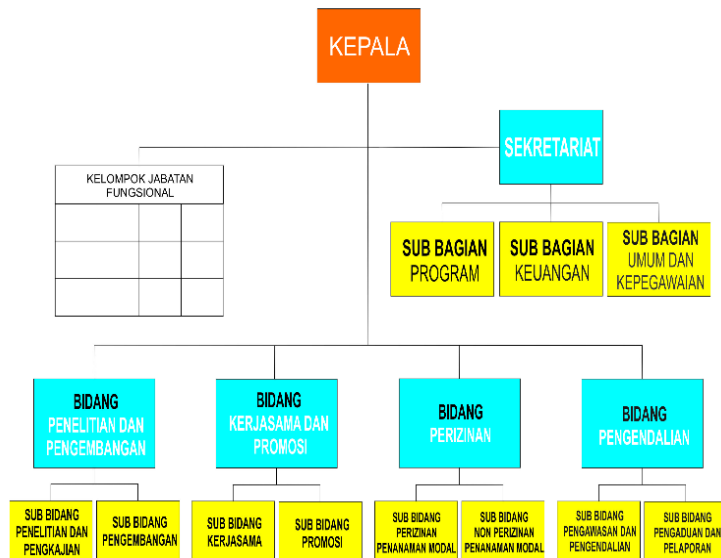 KEPALA
SEKRETARIAT
KELOMPOK JABATAN
FUNGSIONAL
SUB BAGIAN
PROGRAM
SUB BAGIAN
KEUANGAN
SUB BAGIAN
UMUM DAN
KEPEGAWAIAN
BIDANG
PENELITIAN DAN
PENGEMBANGAN
BIDANG
KERJASAMA DAN
PROMOSI
BIDANG
PERIZINAN
BIDANG
PENGENDALIAN
SUB BIDANG
PENELITIAN DAN
PENGKAJIAN
SUB BIDANG
PENGEMBANGAN
SUB BIDANG
KERJASAMA
SUB BIDANG
PROMOSI
SUB BIDANG
PERIZINAN
PENANAMAN MODAL
SUB BIDANG
NON PERIZINAN
PENANAMAN MODAL
SUB BIDANG
PENGAWASAN DAN
PENGENDALIAN
SUB BIDANG
PENGADUAN DAN
PELAPORAN